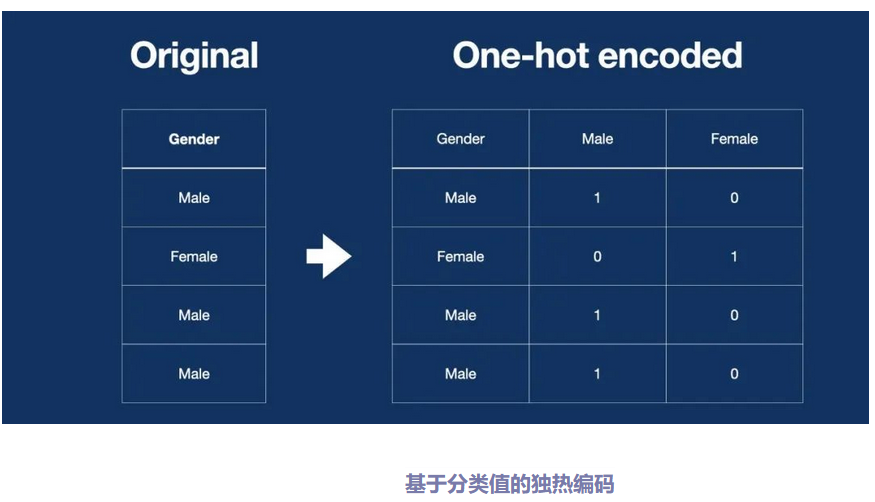 Original
One-hot encoded
Gender
Male
Female
Male
Male
Gender Male Female
Male 1 0
Female 0 1
Male 1 0
Male 1 0
基于分类值的独热编码